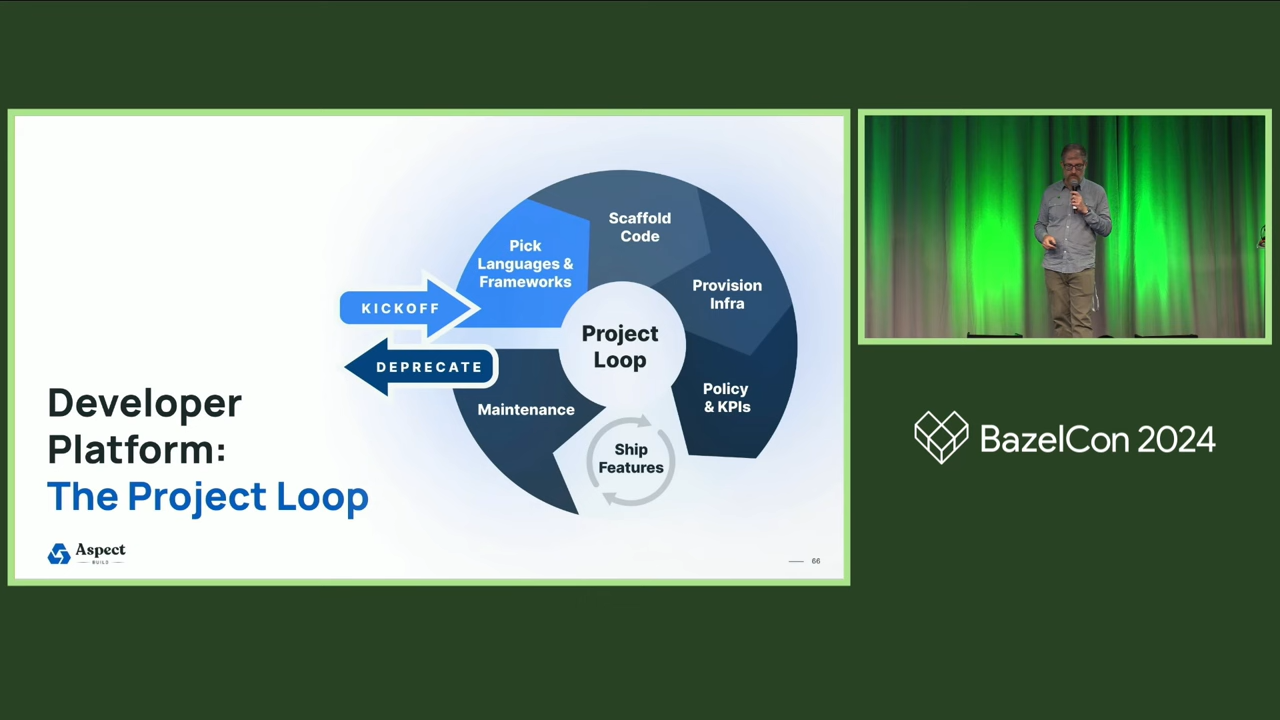 Developer
Platform:
The Project Loop
Aspect
BUILD
KICKOFF
DEPRECATE
Pick
Languages &
Frameworks
Scaffold
Code
Provision
Infra
Policy
& KPIs
Ship
Features
Maintenance
Project
Loop
66
BazelCon 2024